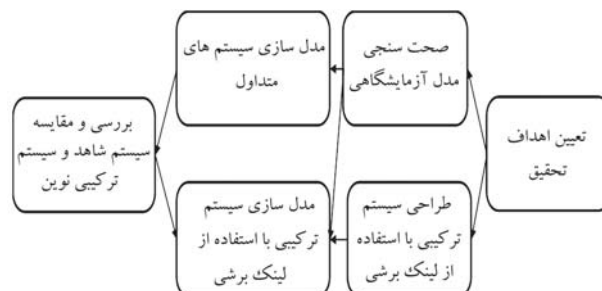 تعیین اهداف
تحقیق
صحت سنجی
مدل آزمایشگاهی
طراحی سیستم
ترکیبی با استفاده
از لینک برشی
مدل سازی سیستم های
متداول
مدل سازی سیستم
ترکیبی با استفاده از
لینک برشی
بررسی و مقایسه
سیستم شاهد و سیستم
ترکیبی نوین